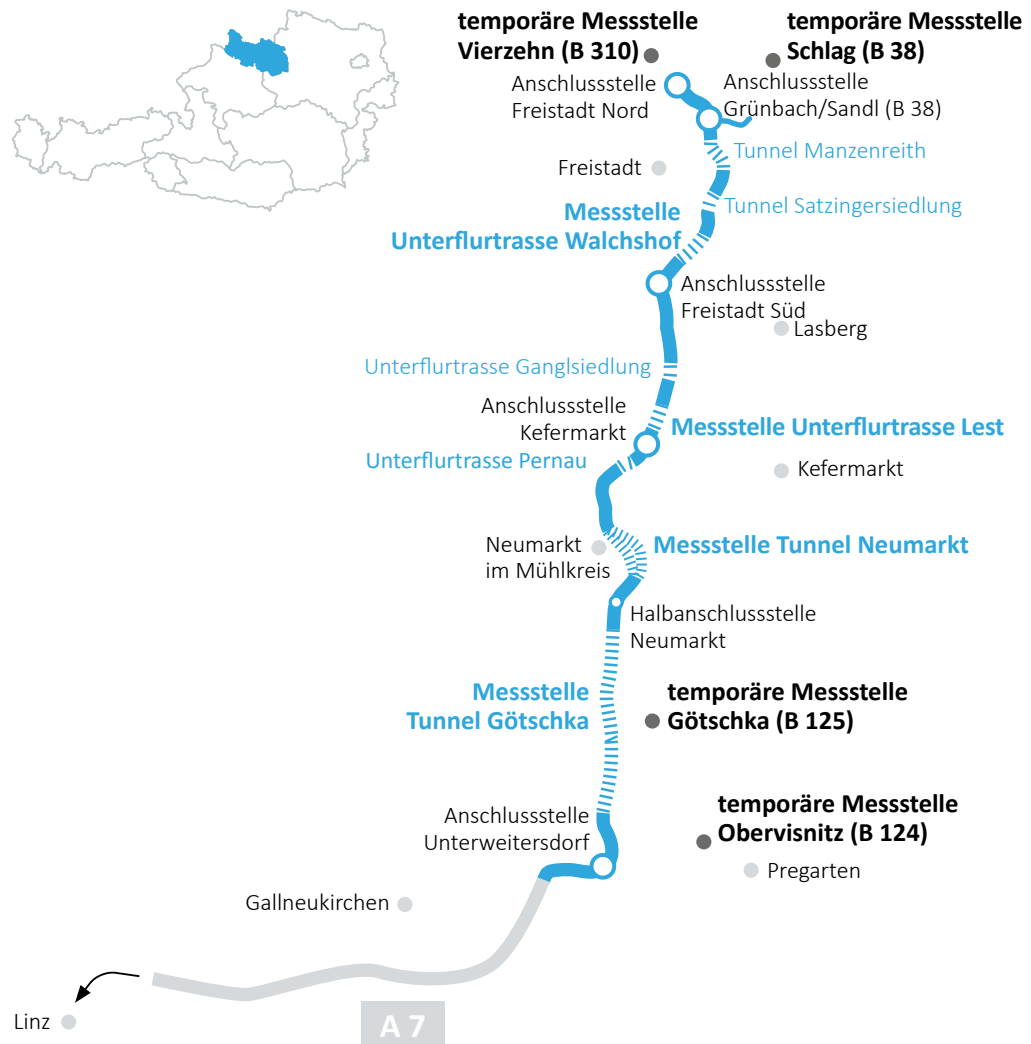 temporäre Messstelle
Vierzehn (B 310)
temporäre Messstelle
Schlag (B 38)
Anschlussstelle
Freistadt Nord
Anschlussstelle
Grünbach/Sandl (B 38)
Tunnel Manzenreith
Freistadt
Tunnel Satzingersiedlung
Messstelle
Unterflurtrasse Walchshof
Anschlussstelle
Freistadt Süd
Lasberg
Unterflurtrasse Ganglsiedlung
Anschlussstelle
Kefermarkt
Messstelle Unterflurtrasse Lest
Unterflurtrasse Pernau
Kefermarkt
Neumarkt
im Mühlkreis
Messstelle Tunnel Neumarkt
Halbanschlussstelle
Neumarkt
Messstelle
Tunnel Götschka
temporäre Messstelle
Götschka (B 125)
temporäre Messstelle
Obervisnitz (B 124)
Anschlussstelle
Unterweitersdorf
Pregarten
Gallneukirchen
Linz
A 7